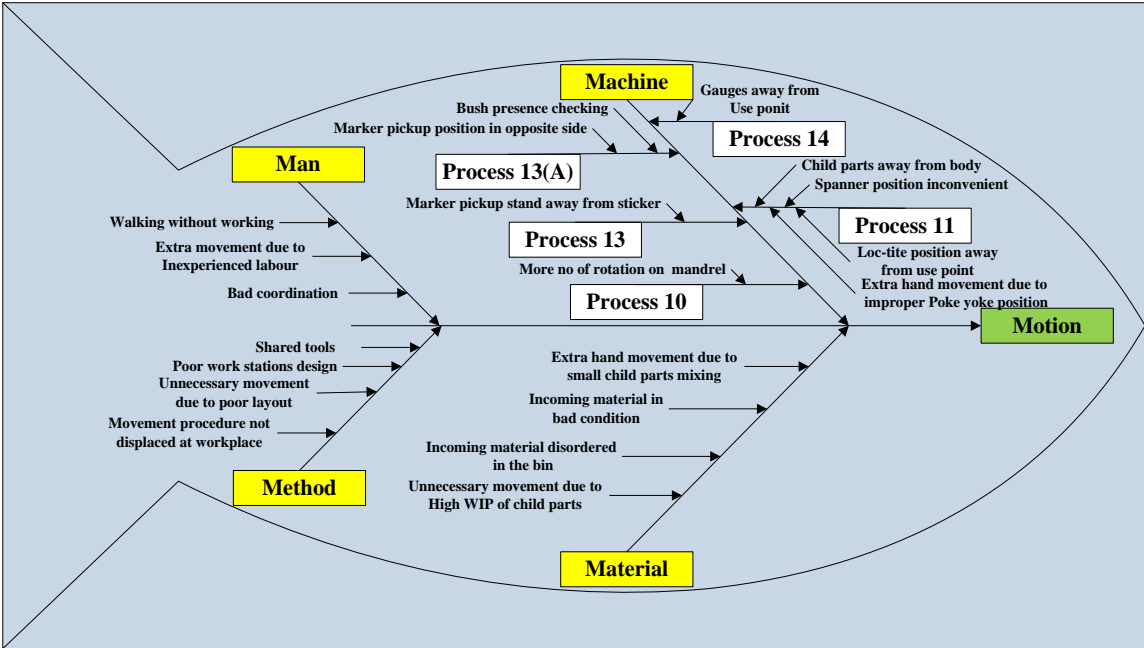 Machine
Gauges away from
Use ponit
Bush presence checking
Marker pickup position in opposite side
Process 14
Man
Process 13(A)
Child parts away from body
Spanner position inconvenient
Walking without working
Marker pickup stand away from sticker
Process 11
Process 13
Extra movement due to
Inexperienced labour
Loc-tite position away
from use point
More no of rotation on mandrel
Extra hand movement due to
improper Poke yoke position
Bad coordination
Process 10
Motion
Shared tools
Poor work stations design
Unnecessary movement
due to poor layout
Movement procedure not
displaced at workplace
Extra hand movement due to
small child parts mixing
Incoming material in
bad condition
Incoming material disordered
in the bin
Unnecessary movement due to
High WIP of child parts
Method
Material